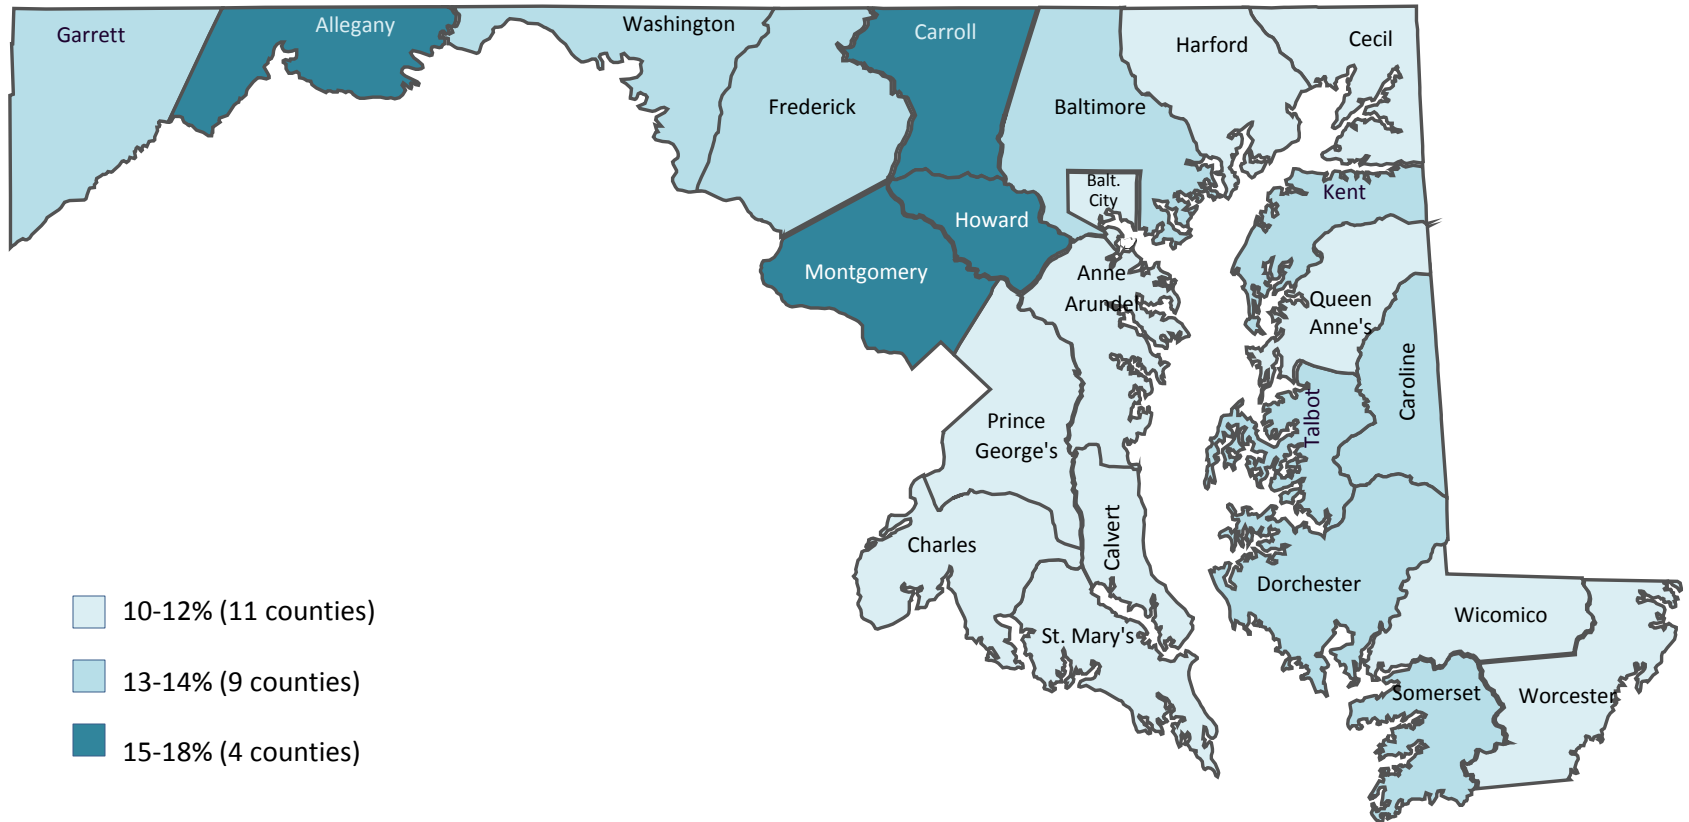 Garrett
Allegany
Washington
Carroll
Harford
Cecil
Frederick
Baltimore
Balt.
City
Kent
Howard
Montgomery
Anne
Arundel
Queen
Anne's
Caroline
Talbot
Prince
George's
Calvert
Charles
Dorchester
St. Mary's
Wicomico
Somerset
Worcester
10-12% (11 counties)
13-14% (9 counties)
15-18% (4 counties)